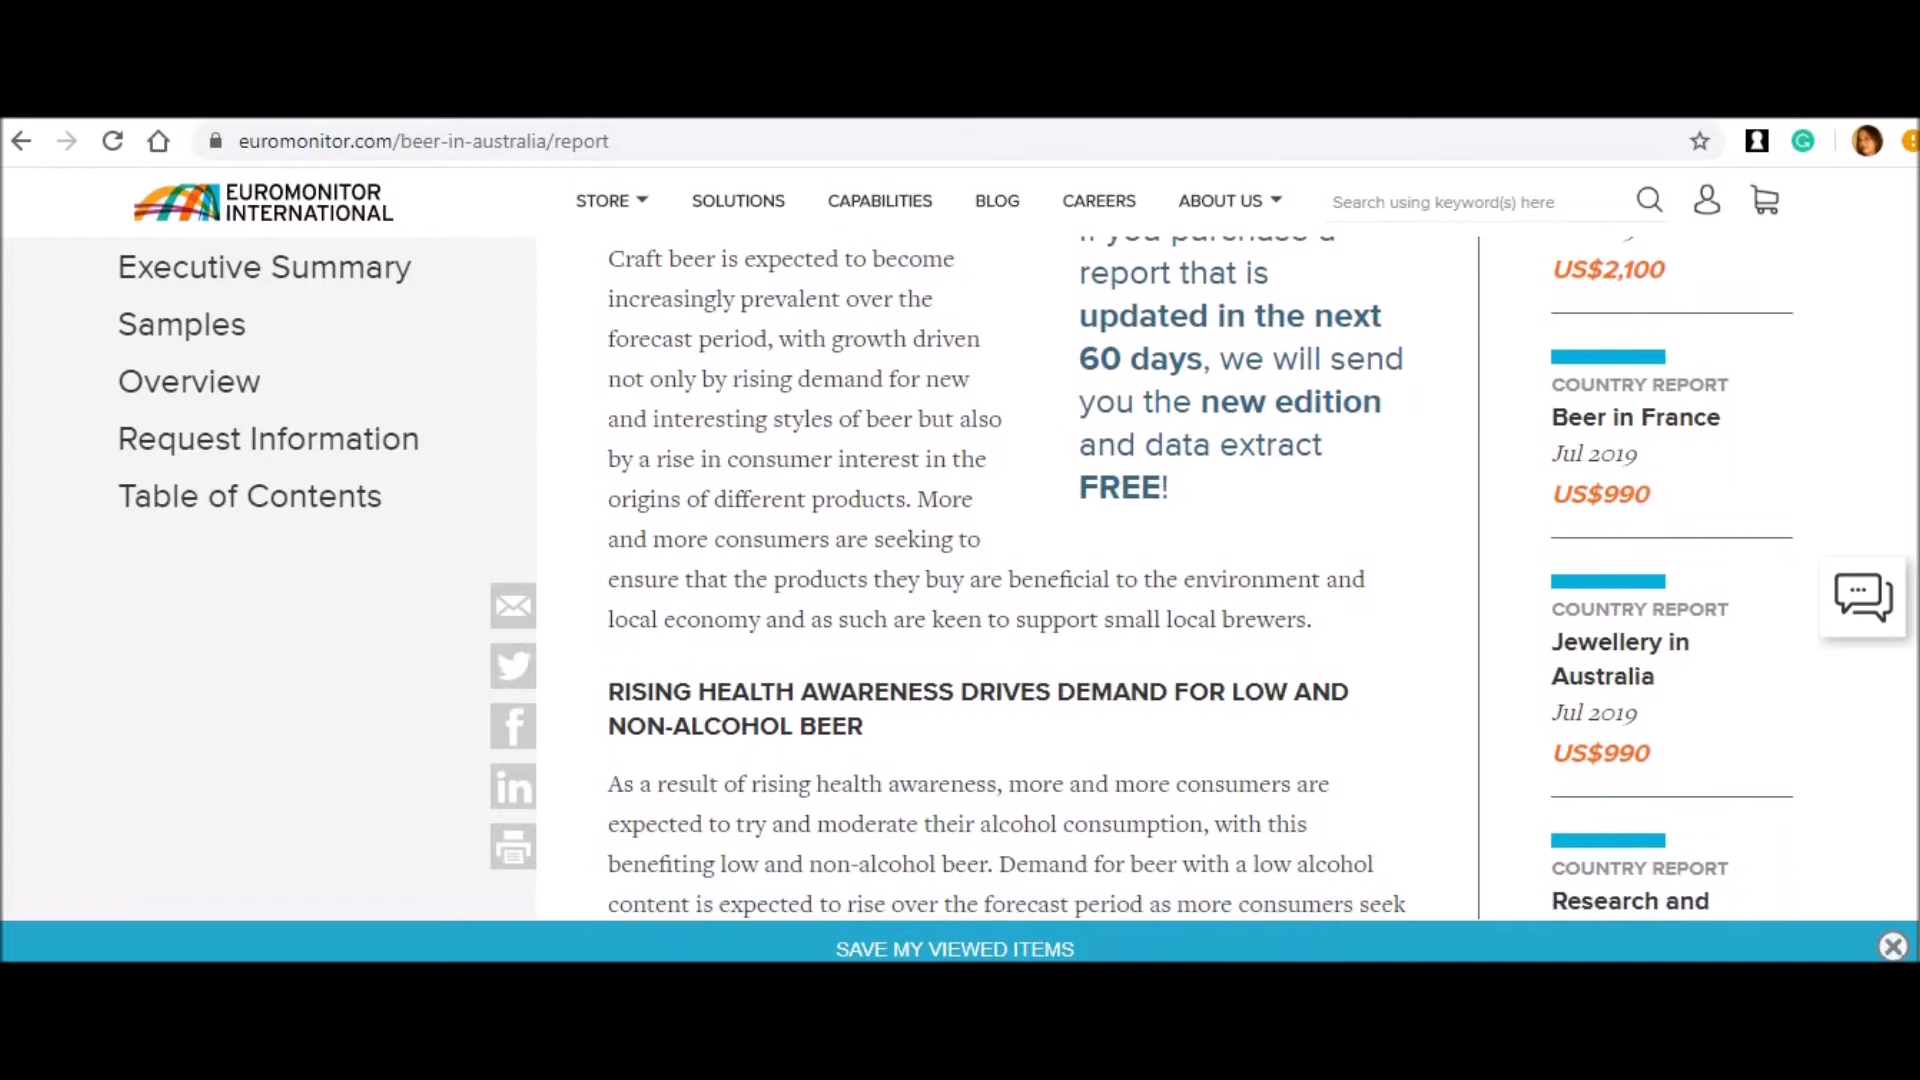 euromonitor.com/beer-in-australia/report
EUROMONITOR
INTERNATIONAL
STORE
SOLUTIONS
CAPABILITIES
BLOG
CAREERS
ABOUT US
Search using keyword(s) here
Executive Summary
Samples
Overview
Request Information
Table of Contents
Craft beer is expected to become
increasingly prevalent over the
forecast period, with growth driven
not only by rising demand for new
and interesting styles of beer but also
by a rise in consumer interest in the
origins of different products. More
and more consumers are seeking to
ensure that the products they buy are beneficial to the environment and
local economy and as such are keen to support small local brewers.
If you purchase a
report that is
updated in the next
60 days, we will send
you the new edition
and data extract
FREE!
RISING HEALTH AWARENESS DRIVES DEMAND FOR LOW AND
NON-ALCOHOL BEER
As a result of rising health awareness, more and more consumers are
expected to try and moderate their alcohol consumption, with this
benefiting low and non-alcohol beer. Demand for beer with a low alcohol
content is expected to rise over the forecast period as more consumers seek
US$2,100
COUNTRY REPORT
Beer in France
Jul 2019
US$990
COUNTRY REPORT
Jewellery in
Australia
Jul 2019
US$990
COUNTRY REPORT
Research and
SAVE MY VIEWED ITEMS